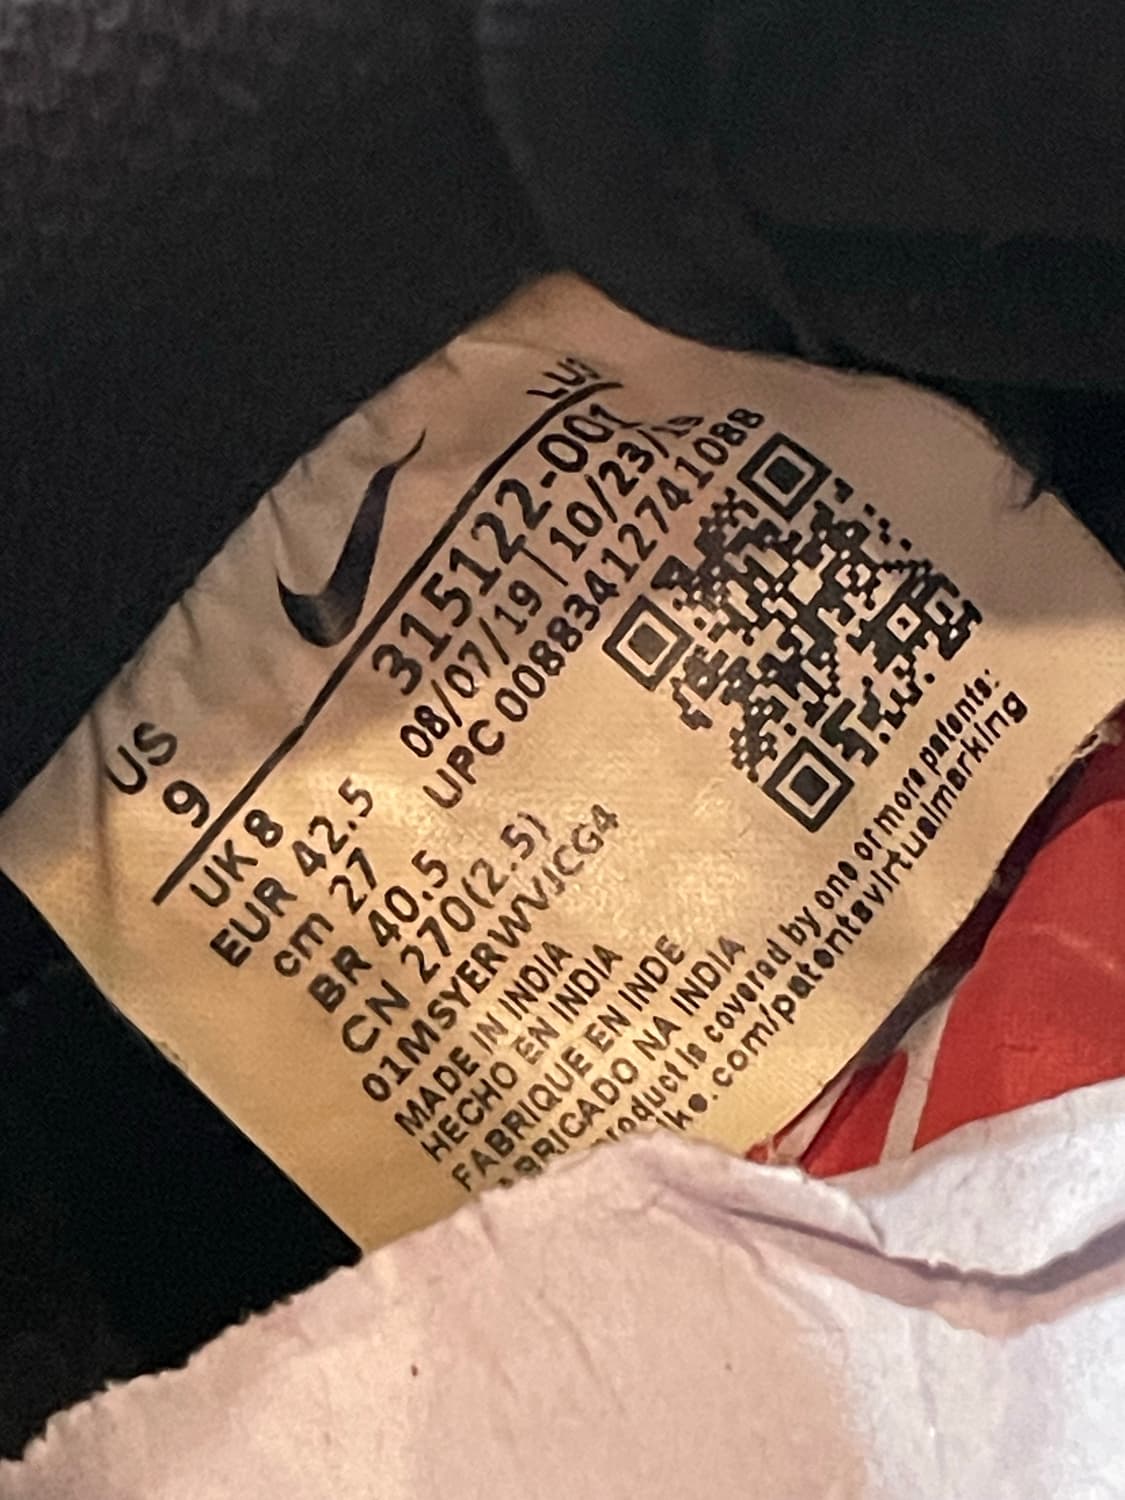 US
9
LU3
UK 8
EUR 42.5
cm 27
BR 40.5
CN 270(2.5)
01MSYERWVJCG4
315122-001
08/07/19 | 10/23/19
UPC 00883412741088
MADE IN INDIA
HECHO EN INDIA
FABRIQUE EN INDE
FABRICADO NA INDIA
product is covered by one or more patents:
nike.com/patentsvirtualmarking